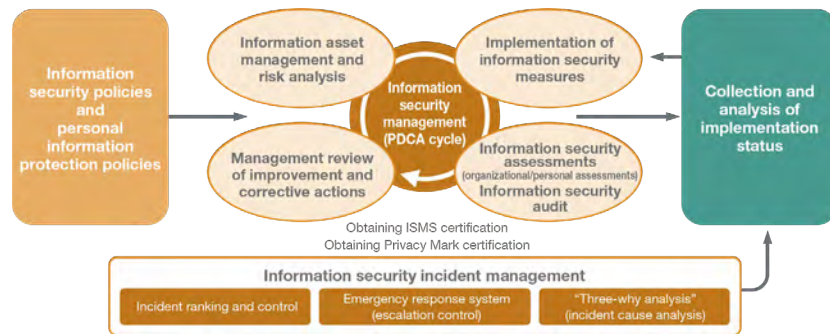 Information
security policies
and
personal
information
protection policies
Information asset
management and
risk analysis
Implementation of
information security
measures
Information
security
management
(PDCA cycle)
Management review
of improvement and
corrective actions
Information security
assessments
(organizational/personal assessments)
Information security
audit
Collection and
analysis of
implementation
status
Obtaining ISMS certification
Obtaining Privacy Mark certification
Information security incident management
Incident ranking and control
Emergency response system
(escalation control)
“Three-why analysis”
(incident cause analysis)